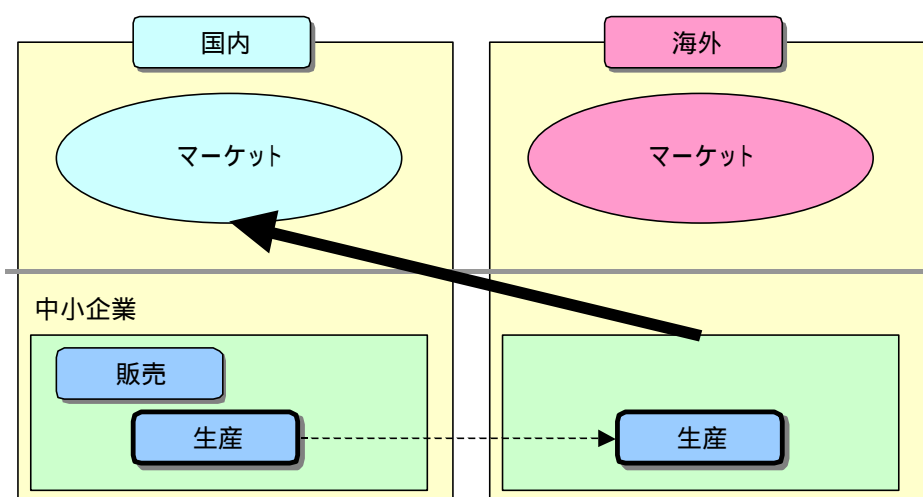 国内
海外
マーケット
マーケット
中小企業
販売
生産
生産